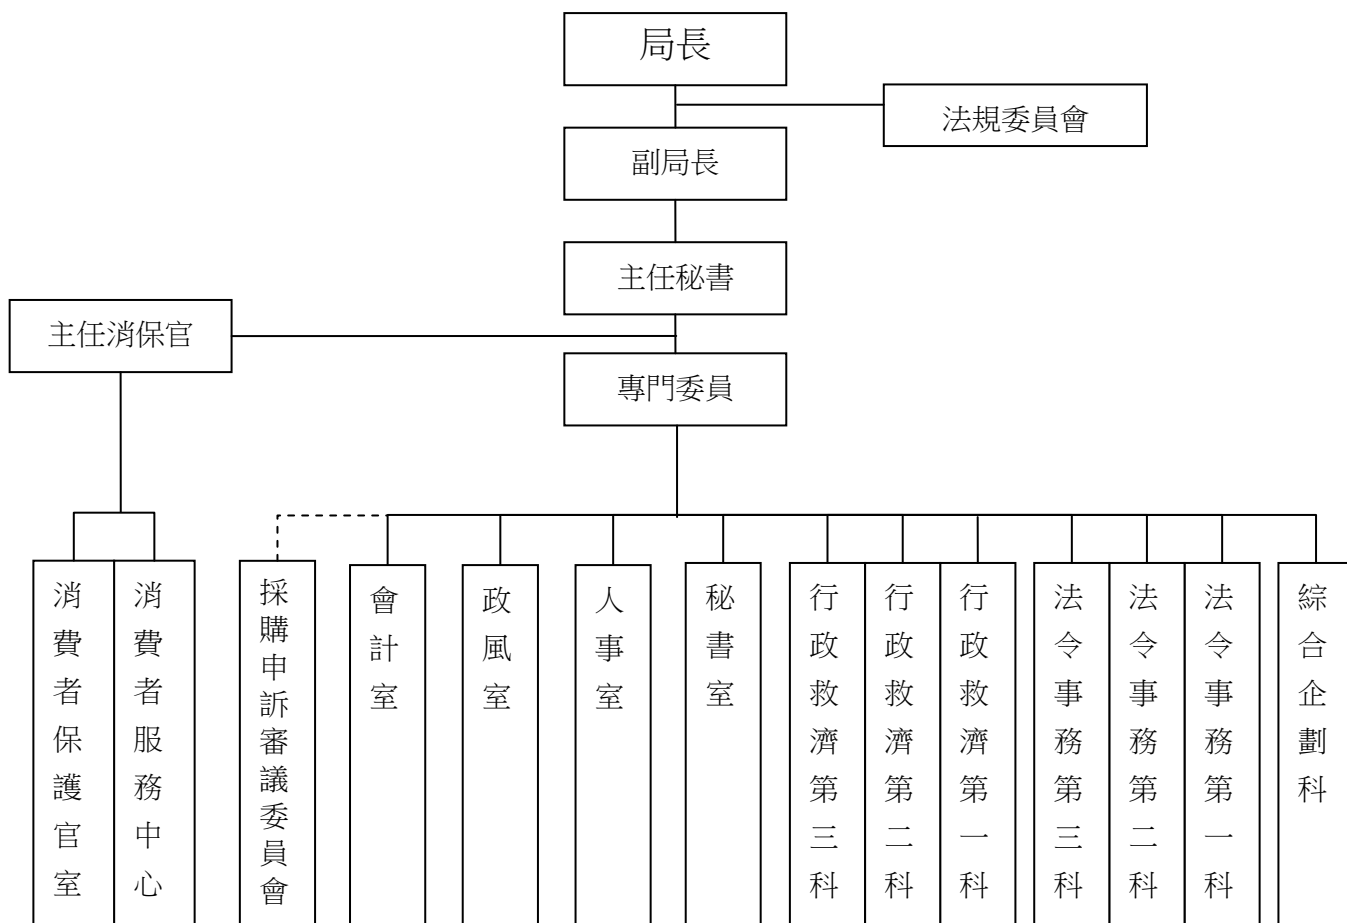 局長
法規委員會
副局長
主任秘書
主任消保官
專門委員
消費者保護官室
消費者服務中心
採購申訴審議委員會
會計室
政風室
人事室
秘書室
行政救濟第三科
行政救濟第二科
行政救濟第一科
法令事務第三科
法令事務第二科
法令事務第一科
綜合企劃科